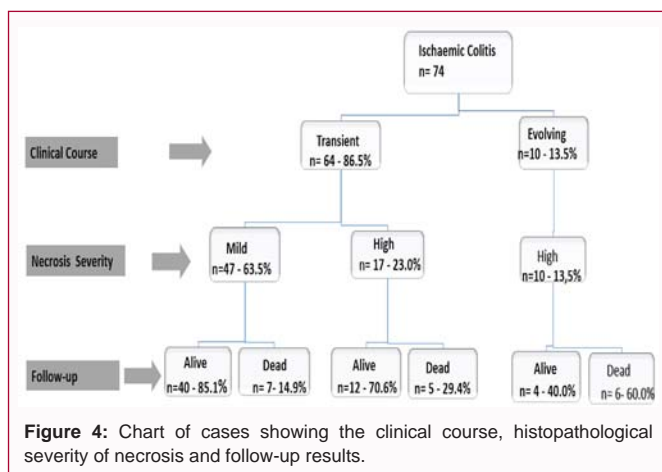 Ischaemic Colitis
n= 74
Clinical Course
Transient
n= 64 - 86.5%
Evolving
n=10 - 13.5%
Necrosis Severity
Mild
n=47 - 63.5%
High
n= 17 - 23.0%
High
n=10 - 13,5%
Follow-up
Alive
n=40 - 85.1%
Dead
n=7- 14.9%
Alive
n=12 - 70.6%
Dead
n=5 - 29.4%
Alive
n= 4 - 40.0%
Dead
n= 6- 60.0%
Figure 4: Chart of cases showing the clinical course, histopathological
severity of necrosis and follow-up results.